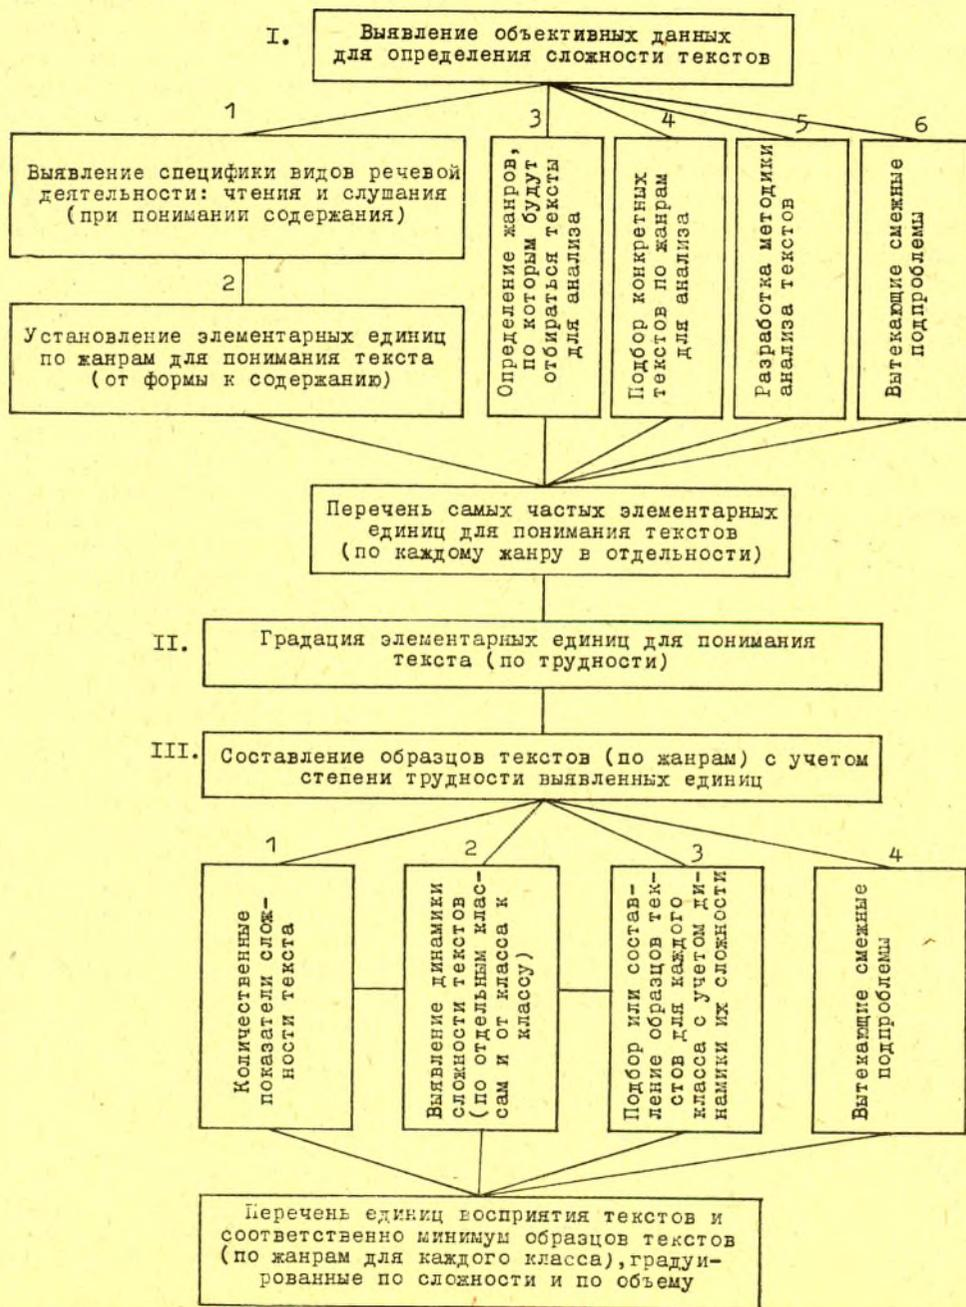 I.
Выявление объективных данных
для определения сложности текстов
1
Выявление специфики видов речевой
деятельности: чтения и слушания
(при понимании содержания)
2
Установление элементарных единиц
по жанрам для понимания текста
(от формы к содержанию)
3
Определение жанров,
по которым будут
отбираться тексты
для анализа
4
Подбор конкретных
текстов по жанрам
для анализа
5
Разработка методики
анализа текстов
6
Вытекающие смежные
подпроблемы
Перечень самых частых элементарных
единиц для понимания текстов
(по каждому жанру в отдельности)
II.
Градация элементарных единиц для понимания
текста (по трудности)
III.
Составление образцов текстов (по жанрам) с учетом
степени трудности выявленных единиц
1
Количественные
показатели слож-
ности текста
2
Выявление динамики
сложности текстов
(по отдельным клас-
сам и от класса к
классу)
3
Подбор или состав-
ление образцов тек-
стов для каждого
класса с учетом ди-
намики их сложности
4
Вытекающие смежные
подпроблемы
Перечень единиц восприятия текстов и
соответственно минимум образцов текстов
(по жанрам для каждого класса),градуи-
рованные по сложности и по объему